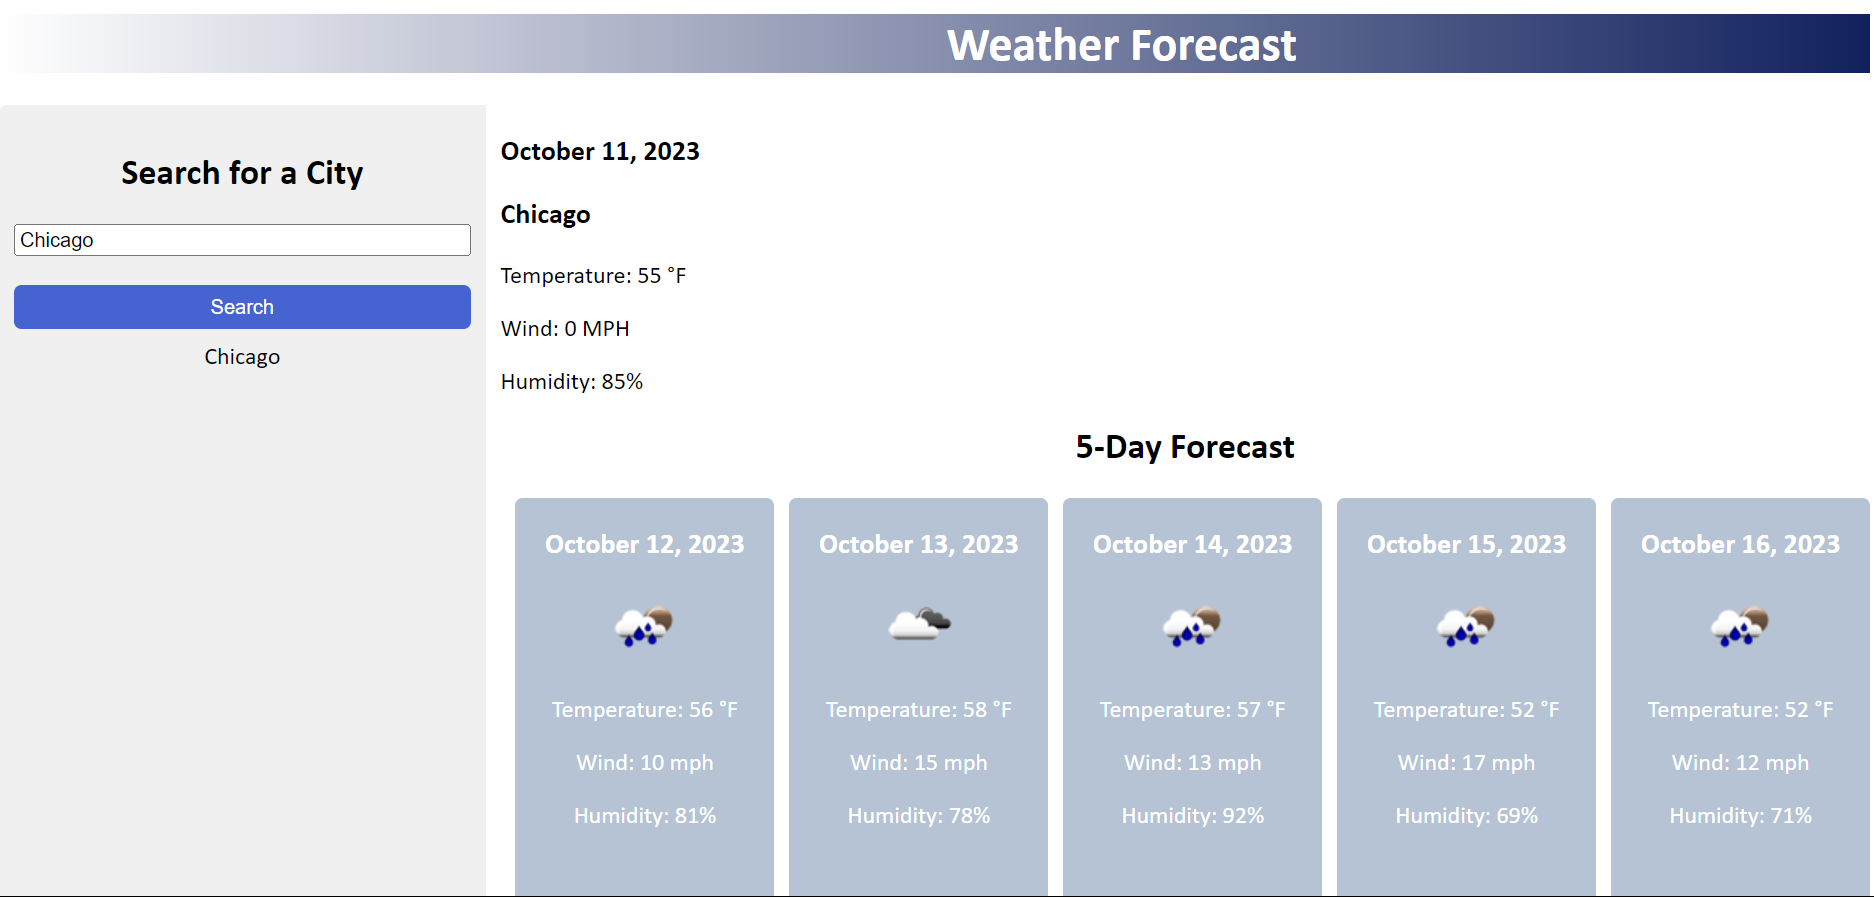 Weather Forecast
Search for a City
Chicago
Search
Chicago
October 11, 2023
Chicago
Temperature: 55 °F
Wind: 0 MPH
Humidity: 85%
5-Day Forecast
October 12, 2023
Temperature: 56 °F
Wind: 10 mph
Humidity: 81%
October 13, 2023
Temperature: 58 °F
Wind: 15 mph
Humidity: 78%
October 14, 2023
Temperature: 57 °F
Wind: 13 mph
Humidity: 92%
October 15, 2023
Temperature: 52 °F
Wind: 17 mph
Humidity: 69%
October 16, 2023
Temperature: 52 °F
Wind: 12 mph
Humidity: 71%